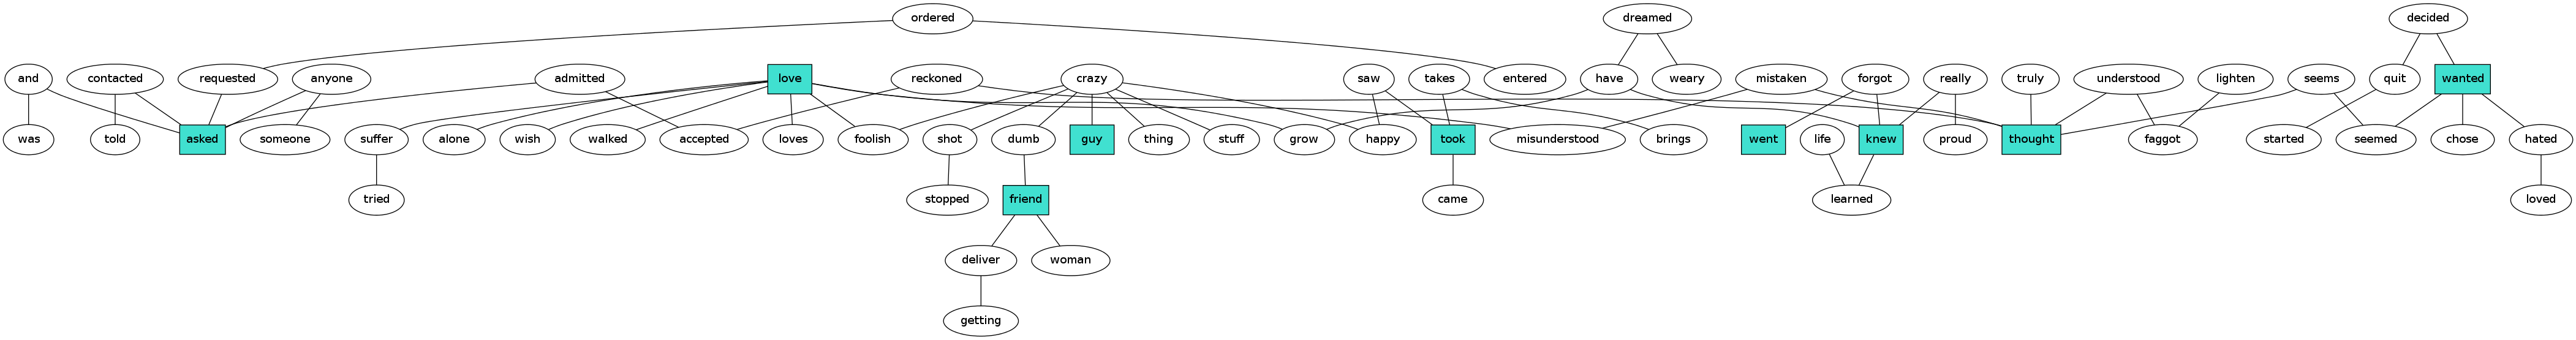 ordered dreamed decided
and contacted requested anyone admitted love reckoned crazy saw takes entered have weary mistaken forgot really truly understood lighten seems quit wanted
was told asked someone suffer alone wish walked accepted loves foolish shot dumb guy thing stuff grow happy took misunderstood brings went life knew proud thought faggot started seemed chose hated
tried stopped friend came learned loved
deliver woman
getting